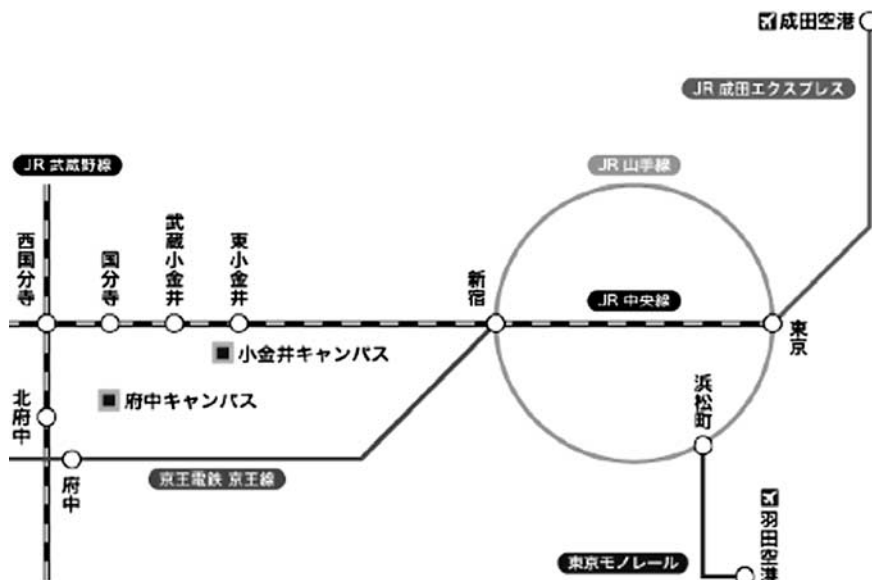 成田空港
JR 成田エクスプレス
JR 武蔵野線
JR 山手線
西国分寺
国分寺
武蔵小金井
東小金井
新宿
JR 中央線
東京
小金井キャンパス
北府中
府中キャンパス
浜松町
府中
京王電鉄 京王線
羽田空港
東京モノレール